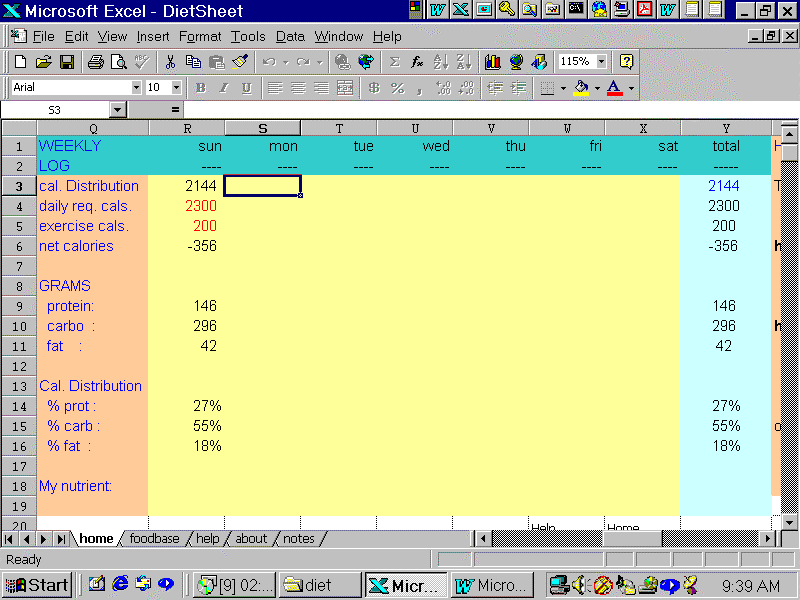 Microsoft Excel - DietSheet
File Edit View Insert Format Tools Data Window Help
115%
Arial 10 B I U $ % ,
S3 =
Q R S T U V W X Y
1 WEEKLY sun mon tue wed thu fri sat total H
2 LOG ---- ---- ---- ---- ---- ---- ---- -----
3 cal. Distribution 2144 2144 T
4 daily req. cals. 2300 2300
5 exercise cals. 200 200
6 net calories -356 -356 h
7
8 GRAMS
9 protein: 146 146
10 carbo : 296 296 h
11 fat : 42 42
12
13 Cal. Distribution
14 % prot : 27% 27%
15 % carb : 55% 55%
16 % fat : 18% 18%
17
18 My nutrient:
19
20 Help Home
home foodbase help about notes
Ready
Start [9] 02:... diet Micr... Micro... 9:39 AM